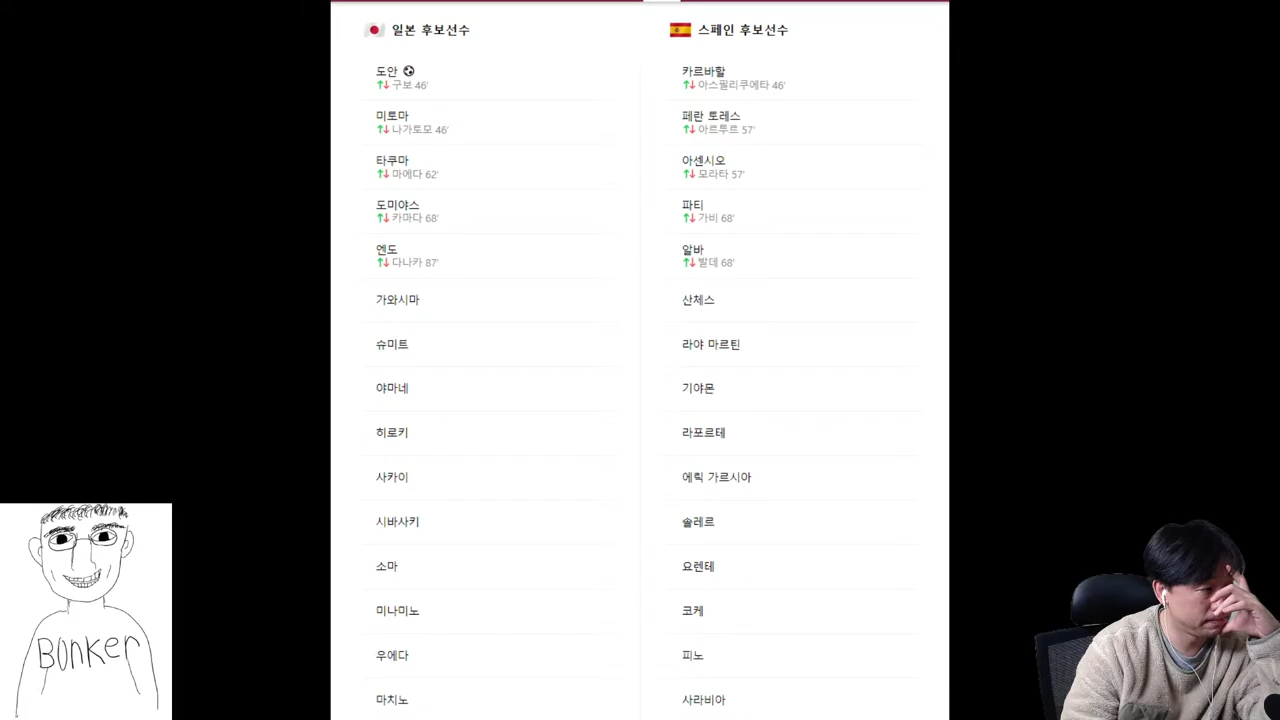 일본 후보선수
도안
구보 46'
미토마
나가토모 46'
타쿠마
마에다 62'
도미야스
카마다 68'
엔도
다나카 87'
가와시마
슈미트
야마네
히로키
사카이
시바사키
소마
미나미노
우에다
마치노
스페인 후보선수
카르바할
아스필리쿠에타 46'
페란 토레스
아르투르 57'
아센시오
모라타 57'
파티
가비 68'
알바
발데 68'
산체스
라야 마르틴
기야몬
라포르테
에릭 가르시아
솔레르
요렌테
코케
피노
사라비아
BONKER